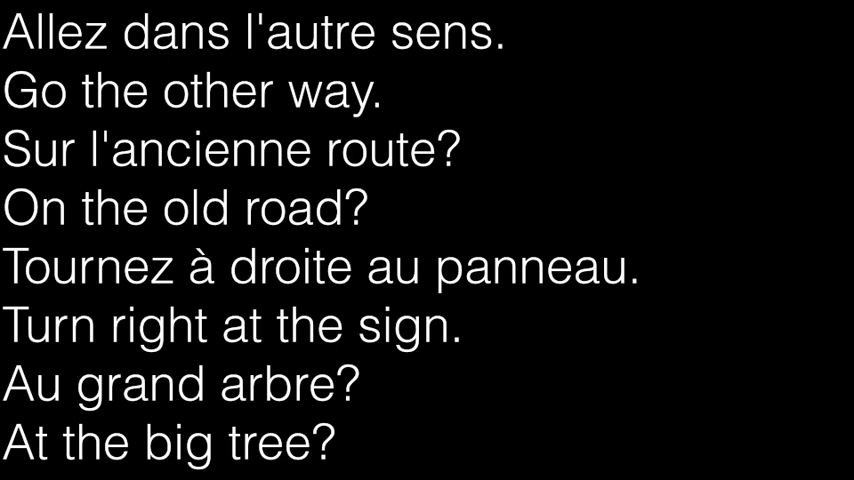 Allez dans l'autre sens.
Go the other way.
Sur l'ancienne route?
On the old road?
Tournez à droite au panneau.
Turn right at the sign.
Au grand arbre?
At the big tree?